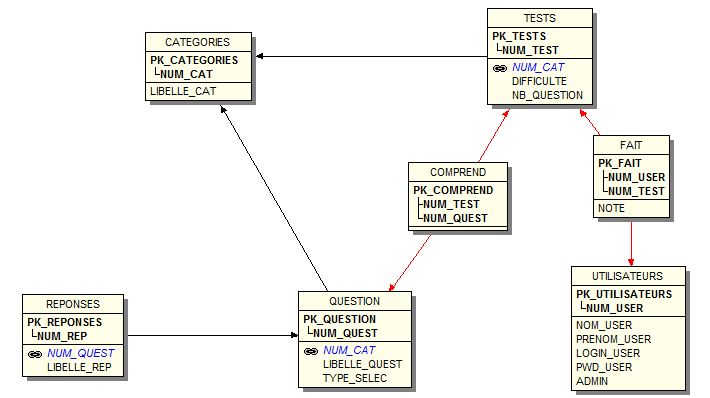 TESTS
PK_TESTS
NUM_TEST
NUM_CAT
DIFFICULTE
NB_QUESTION
CATEGORIES
PK_CATEGORIES
NUM_CAT
LIBELLE_CAT
FAIT
PK_FAIT
NUM_USER
NUM_TEST
NOTE
COMPREND
PK_COMPREND
NUM_TEST
NUM_QUEST
UTILISATEURS
PK_UTILISATEURS
NUM_USER
NOM_USER
PRENOM_USER
LOGIN_USER
PWD_USER
ADMIN
QUESTION
PK_QUESTION
NUM_QUEST
NUM_CAT
LIBELLE_QUEST
TYPE_SELEC
REPONSES
PK_REPONSES
NUM_REP
NUM_QUEST
LIBELLE_REP